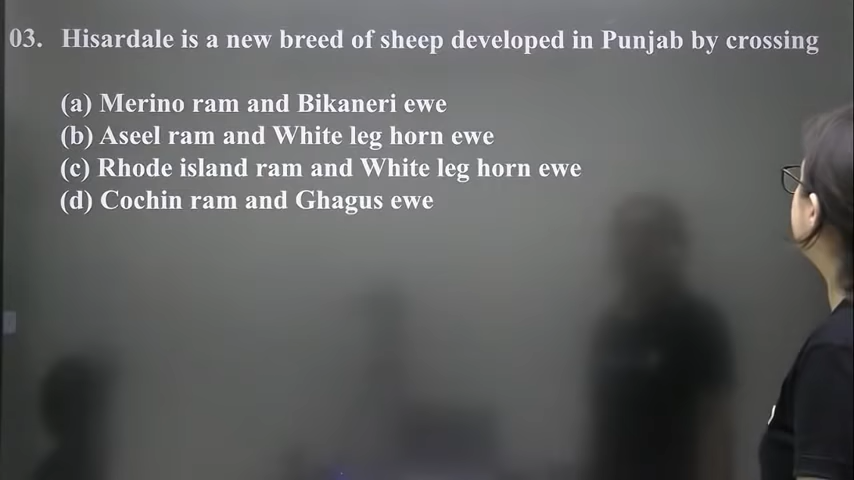 03. Hisardale is a new breed of sheep developed in Punjab by crossing
(a) Merino ram and Bikaneri ewe
(b) Aseel ram and White leg horn ewe
(c) Rhode island ram and White leg horn ewe
(d) Cochin ram and Ghagus ewe